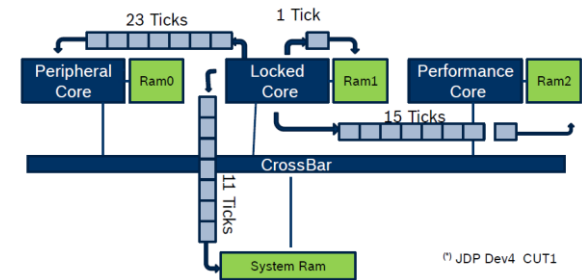 23 Ticks
1 Tick
Peripheral
Core
Ram0
Locked
Core
Ram1
Performance
Core
Ram2
15 Ticks
CrossBar
11 Ticks
System Ram
(*) JDP Dev4 CUT1